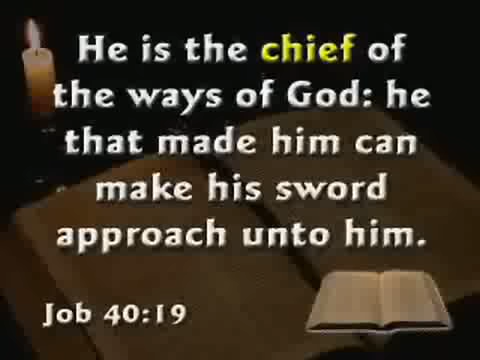 He is the chief of
the ways of God: he
that made him can
make his sword
approach unto him.
Job 40:19